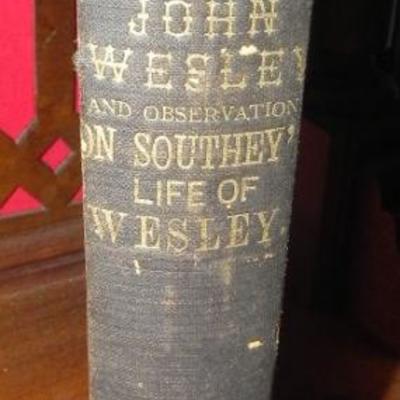 JOHN
WESLEY
AND OBSERVATION
ON SOUTHEY'
LIFE OF
WESLEY.